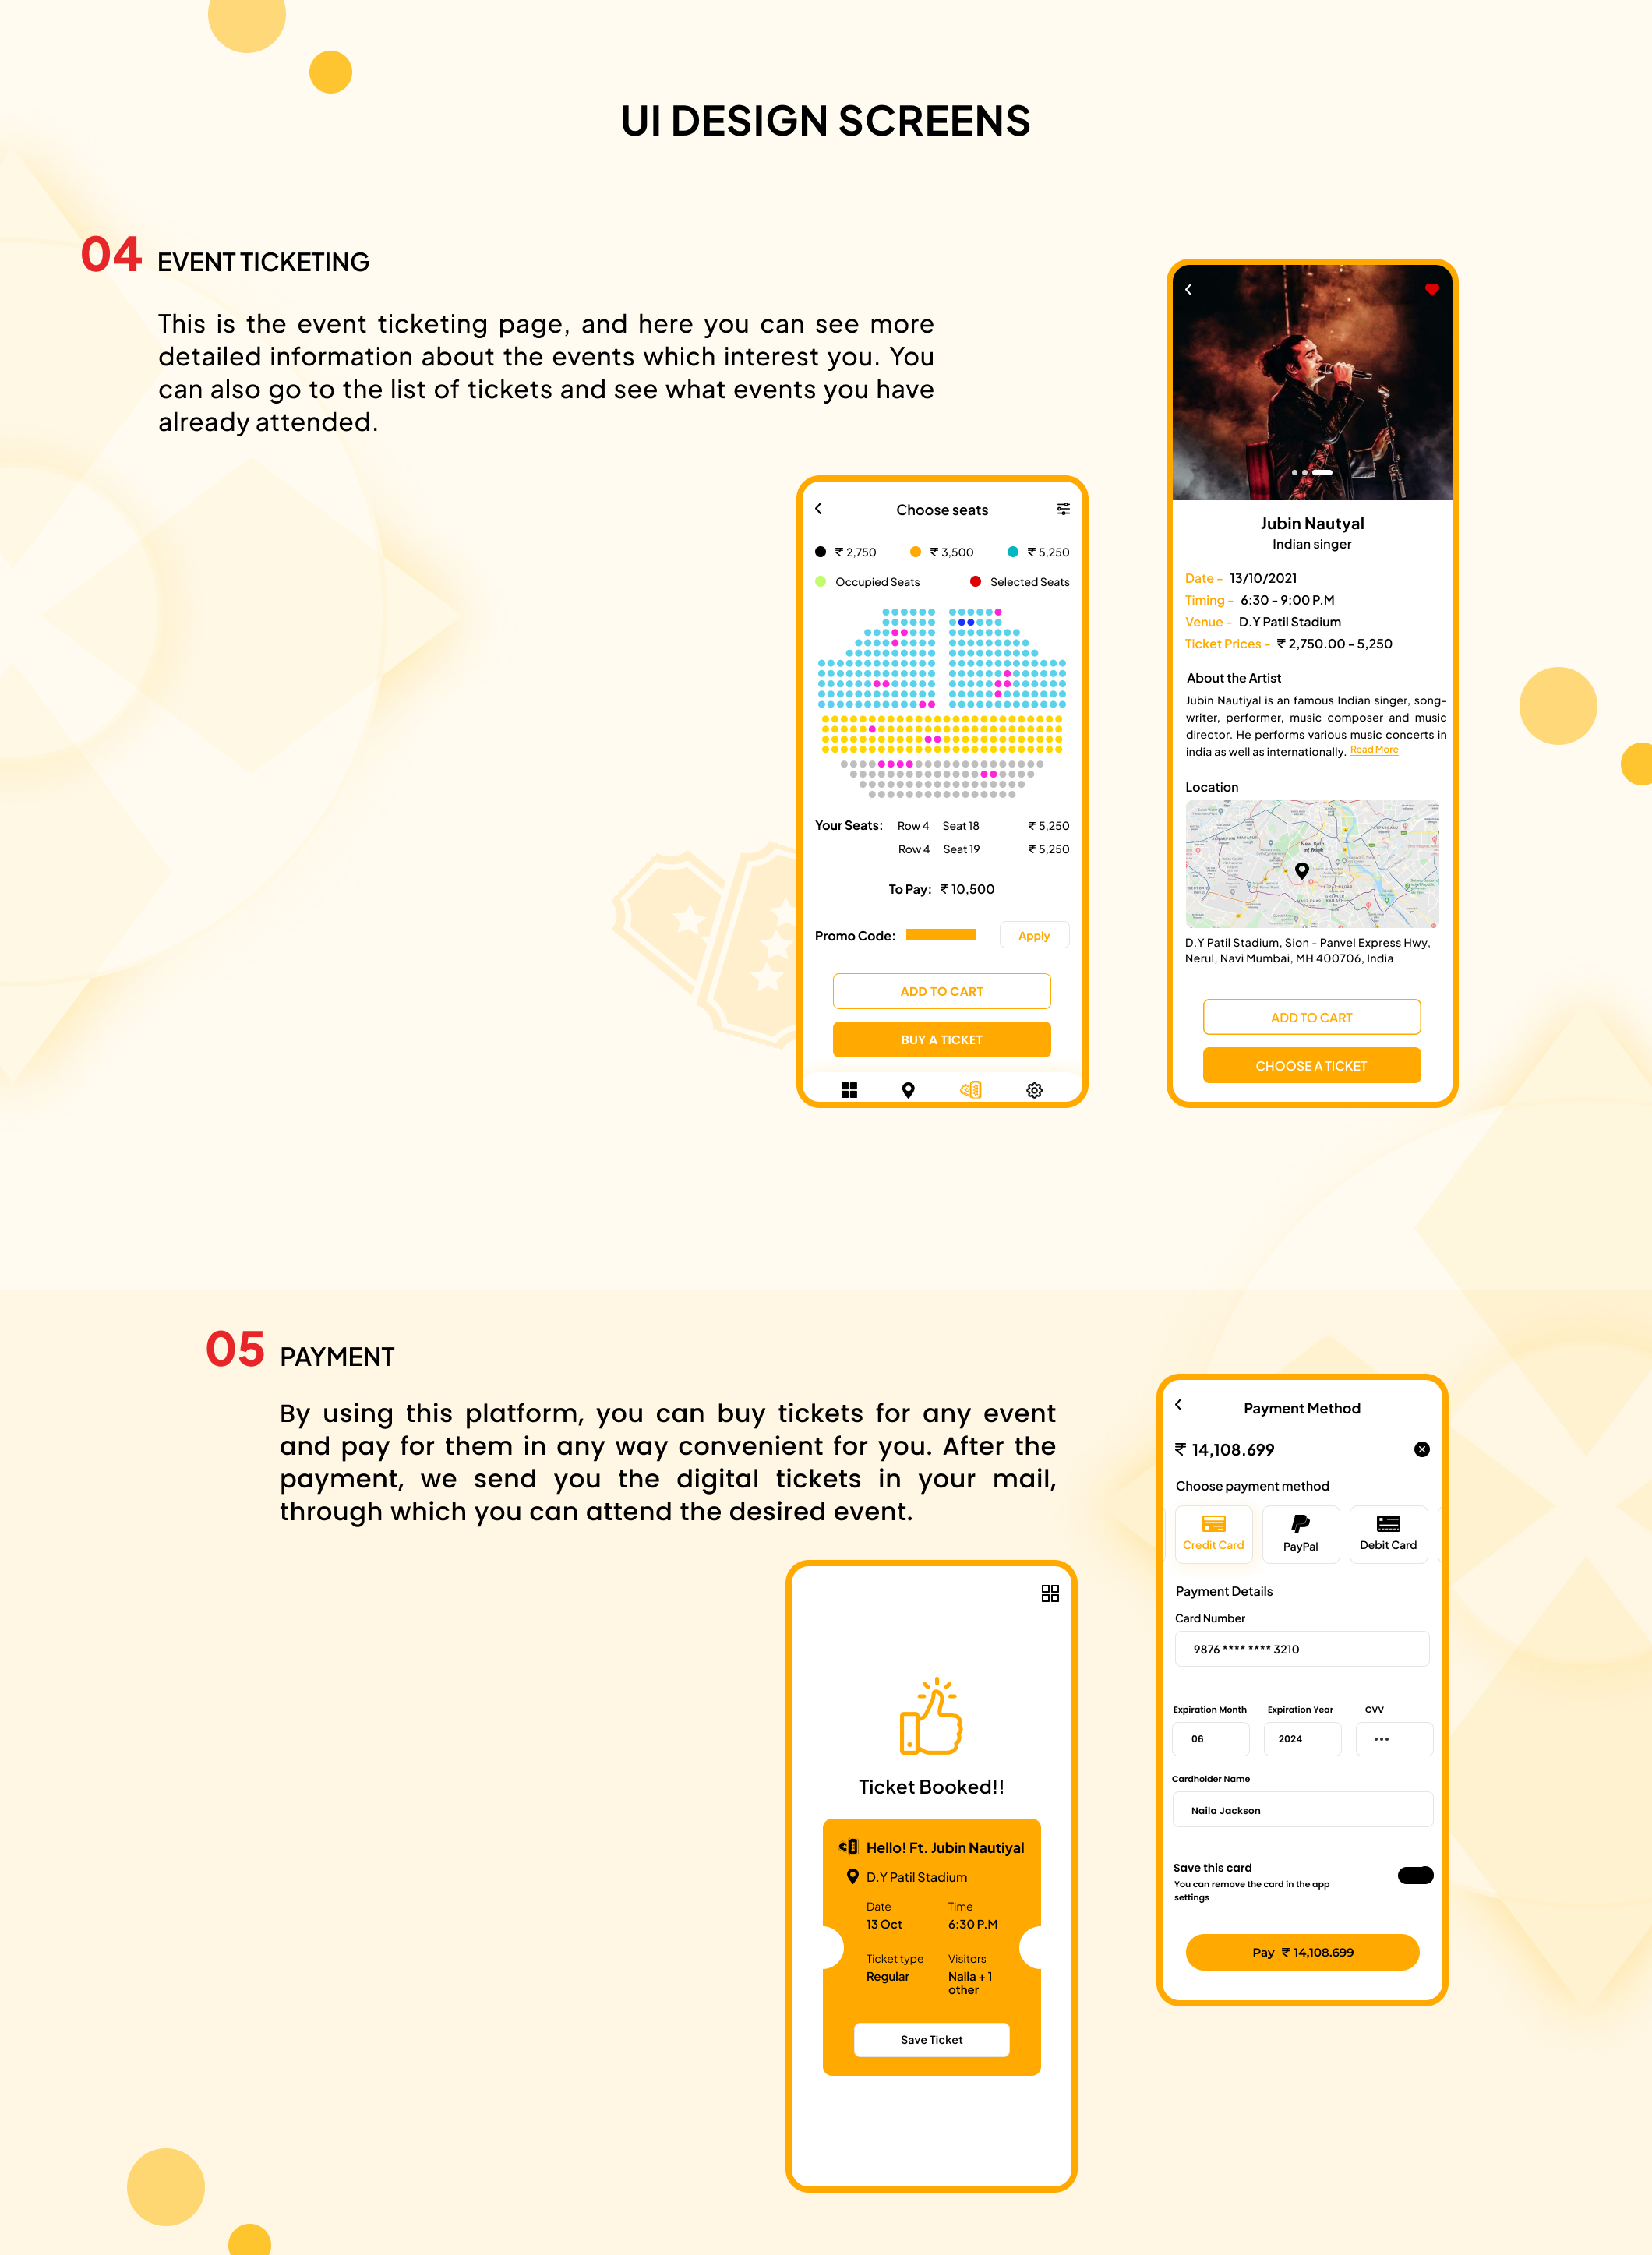 UI DESIGN SCREENS
04 EVENT TICKETING
This is the event ticketing page, and here you can see more
detailed information about the events which interest you. You
can also go to the list of tickets and see what events you have
already attended.
Choose seats
₹ 2,750 ₹ 3,500 ₹ 5,250
Occupied Seats Selected Seats
Your Seats: Row 4 Seat 18 ₹ 5,250
Row 4 Seat 19 ₹ 5,250
To Pay: ₹ 10,500
Promo Code: Apply
ADD TO CART
BUY A TICKET
Jubin Nautyal
Indian singer
Date - 13/10/2021
Timing - 6:30 - 9:00 P.M
Venue - D.Y Patil Stadium
Ticket Prices - ₹ 2,750.00 - 5,250
About the Artist
Jubin Nautiyal is an famous Indian singer, song-
writer, performer, music composer and music
director. He performs various music concerts in
india as well as internationally. Read More
Location
New Delhi
नई दिल्ली
D.Y Patil Stadium, Sion - Panvel Express Hwy,
Nerul, Navi Mumbai, MH 400706, India
ADD TO CART
CHOOSE A TICKET
05 PAYMENT
By using this platform, you can buy tickets for any event
and pay for them in any way convenient for you. After the
payment, we send you the digital tickets in your mail,
through which you can attend the desired event.
Ticket Booked!!
Hello! Ft. Jubin Nautiyal
D.Y Patil Stadium
Date Time
13 Oct 6:30 P.M
Ticket type Visitors
Regular Naila + 1
other
Save Ticket
Payment Method
₹ 14,108.699
Choose payment method
Credit Card PayPal Debit Card
Payment Details
Card Number
9876 **** **** 3210
Expiration Month Expiration Year CVV
06 2024 •••
Cardholder Name
Naila Jackson
Save this card
You can remove the card in the app
settings
Pay ₹ 14,108.699